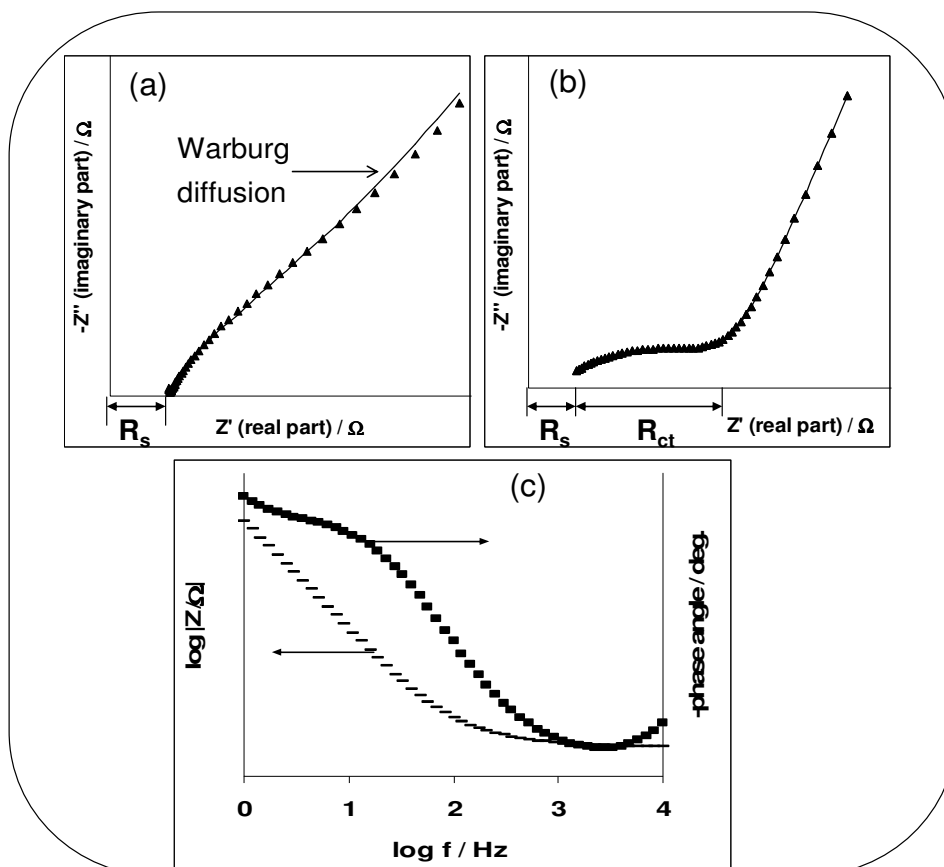 (a)
-Z'' (imaginary part) / Ω
Warburg
diffusion
Rs
Z' (real part) / Ω
(b)
-Z'' (imaginary part) / Ω
Rs
Rct
Z' (real part) / Ω
(c)
log |Z/Ω|
-phase angle / deg.
0 1 2 3 4
log f / Hz